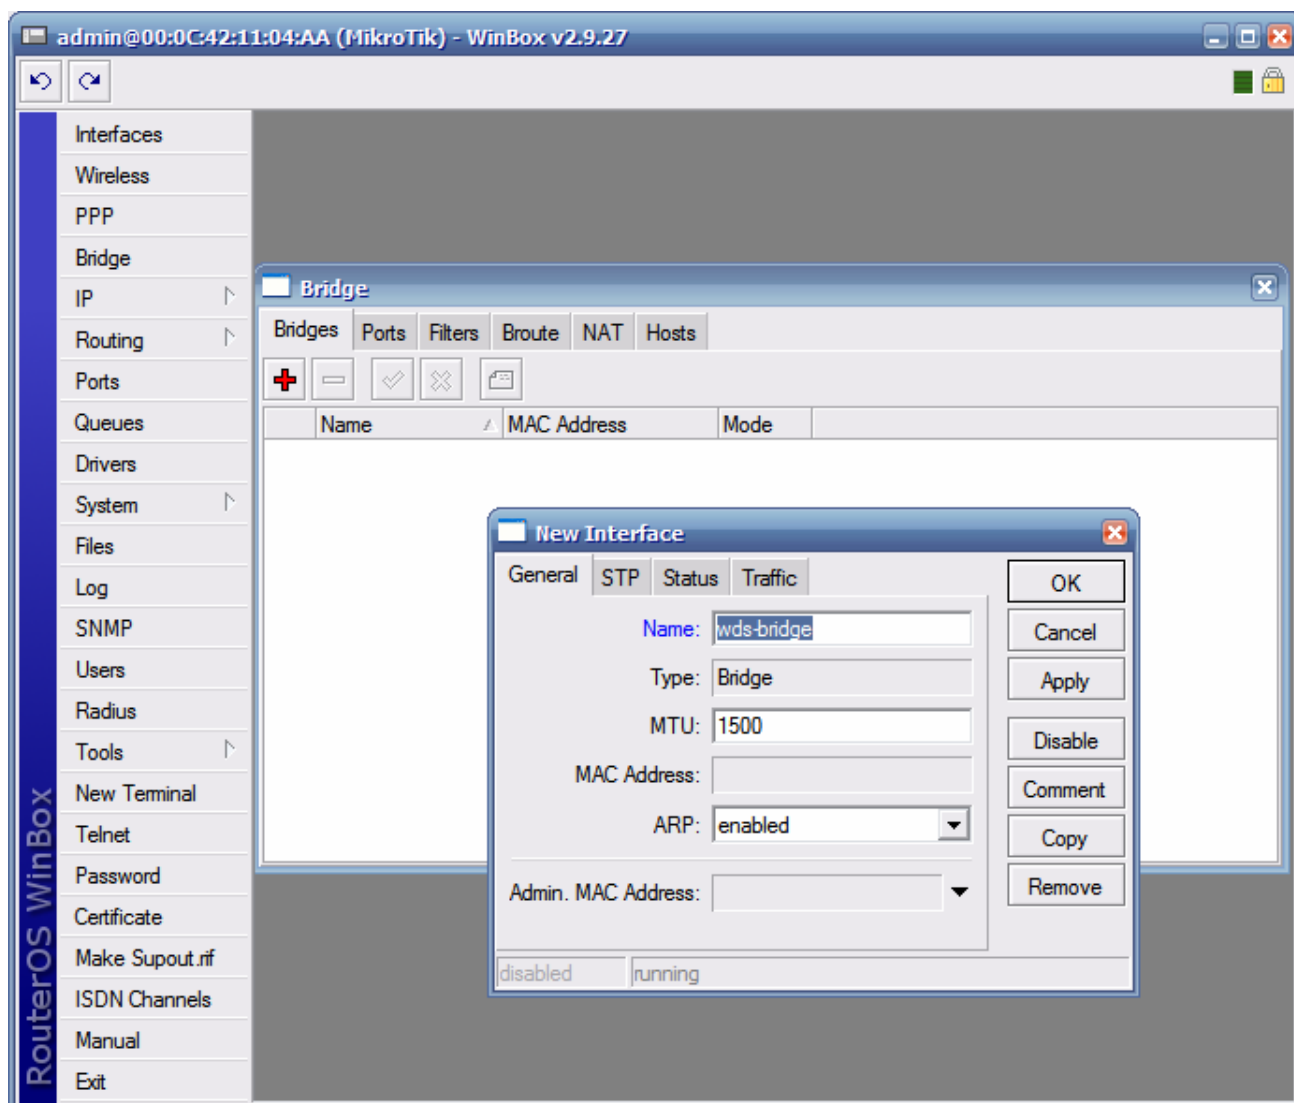 admin@00:0C:42:11:04:AA (MikroTik) - WinBox v2.9.27
Interfaces
Wireless
PPP
Bridge
IP
Routing
Ports
Queues
Drivers
System
Files
Log
SNMP
Users
Radius
Tools
New Terminal
Telnet
Password
Certificate
Make Supout.rif
ISDN Channels
Manual
Exit
RouterOS WinBox
Bridge
Bridges Ports Filters Broute NAT Hosts
Name MAC Address Mode
New Interface
General STP Status Traffic
Name: wds-bridge
Type: Bridge
MTU: 1500
MAC Address:
ARP: enabled
Admin. MAC Address:
OK
Cancel
Apply
Disable
Comment
Copy
Remove
disabled running